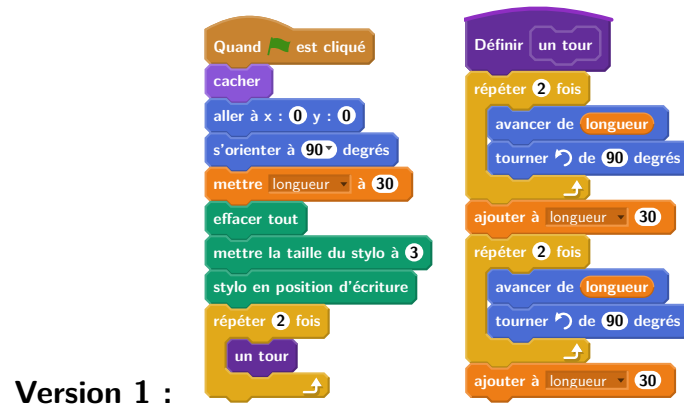 Quand est cliqué
cacher
aller à x : 0 y : 0
s'orienter à 90 degrés
mettre longueur à 30
effacer tout
mettre la taille du stylo à 3
stylo en position d'écriture
répéter 2 fois
un tour
Définir un tour
répéter 2 fois
avancer de longueur
tourner de 90 degrés
ajouter à longueur 30
répéter 2 fois
avancer de longueur
tourner de 90 degrés
ajouter à longueur 30
Version 1 :